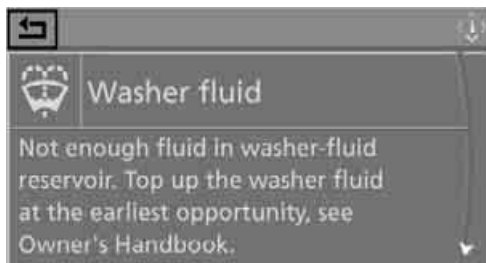 Washer fluid
Not enough fluid in washer-fluid
reservoir. Top up the washer fluid
at the earliest opportunity, see
Owner's Handbook.